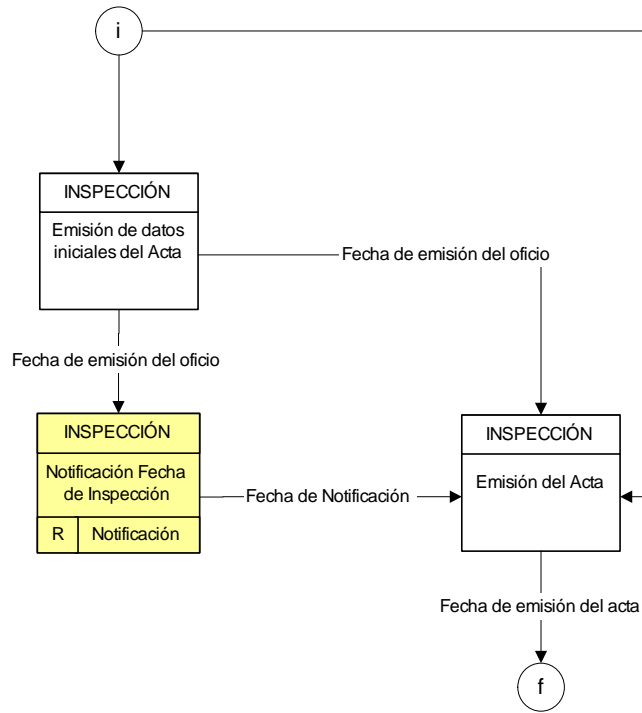 i
INSPECCIÓN
Emisión de datos
iniciales del Acta
Fecha de emisión del oficio
Fecha de emisión del oficio
INSPECCIÓN
Notificación Fecha
de Inspección
R Notificación
Fecha de Notificación
INSPECCIÓN
Emisión del Acta
Fecha de emisión del acta
f